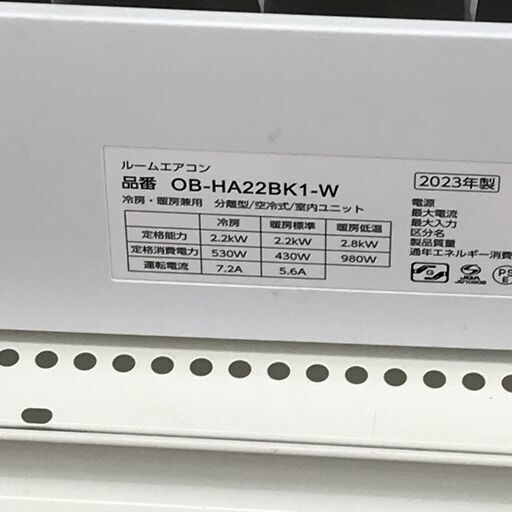 ルームエアコン
品番 OB-HA22BK1-W
2023年製
冷房・暖房兼用 分離型/空冷式/室内ユニット
冷房 暖房標準 暖房低温
定格能力 2.2kW 2.2kW 2.8kW
定格消費電力 530W 430W 980W
運転電流 7.2A 5.6A
電源
最大電流
最大入力
区分名
製品質量
通年エネルギー消費
PS
E